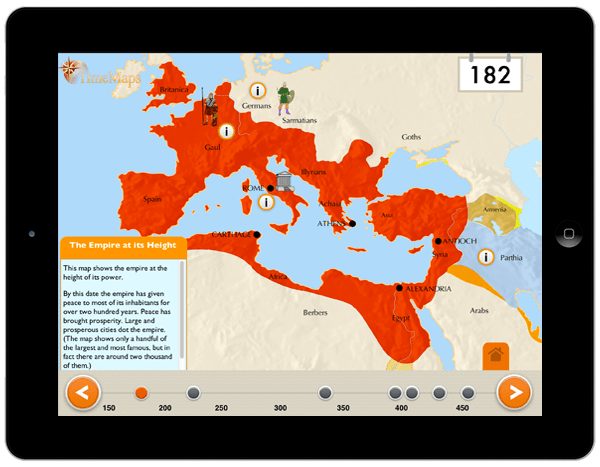 TimeMaps
182
Britanica
Germans
Sarmatians
Goths
Gaul
Illyrians
ROME
Spain
Achaia
Asia
Armenia
ATHENS
CARTHAGE
ANTIOCH
Syria
Parthia
The Empire at its Height
This map shows the empire at the
height of its power.
By this date the empire has given
peace to most of its inhabitants for
over two hundred years. Peace has
brought prosperity. Large and
prosperous cities dot the empire.
(The map shows only a handful of
the largest and most famous, but in
fact there are around two thousand
of them.)
Africa
ALEXANDRIA
Berbers
Egypt
Arabs
150 200 250 300 350 400 450